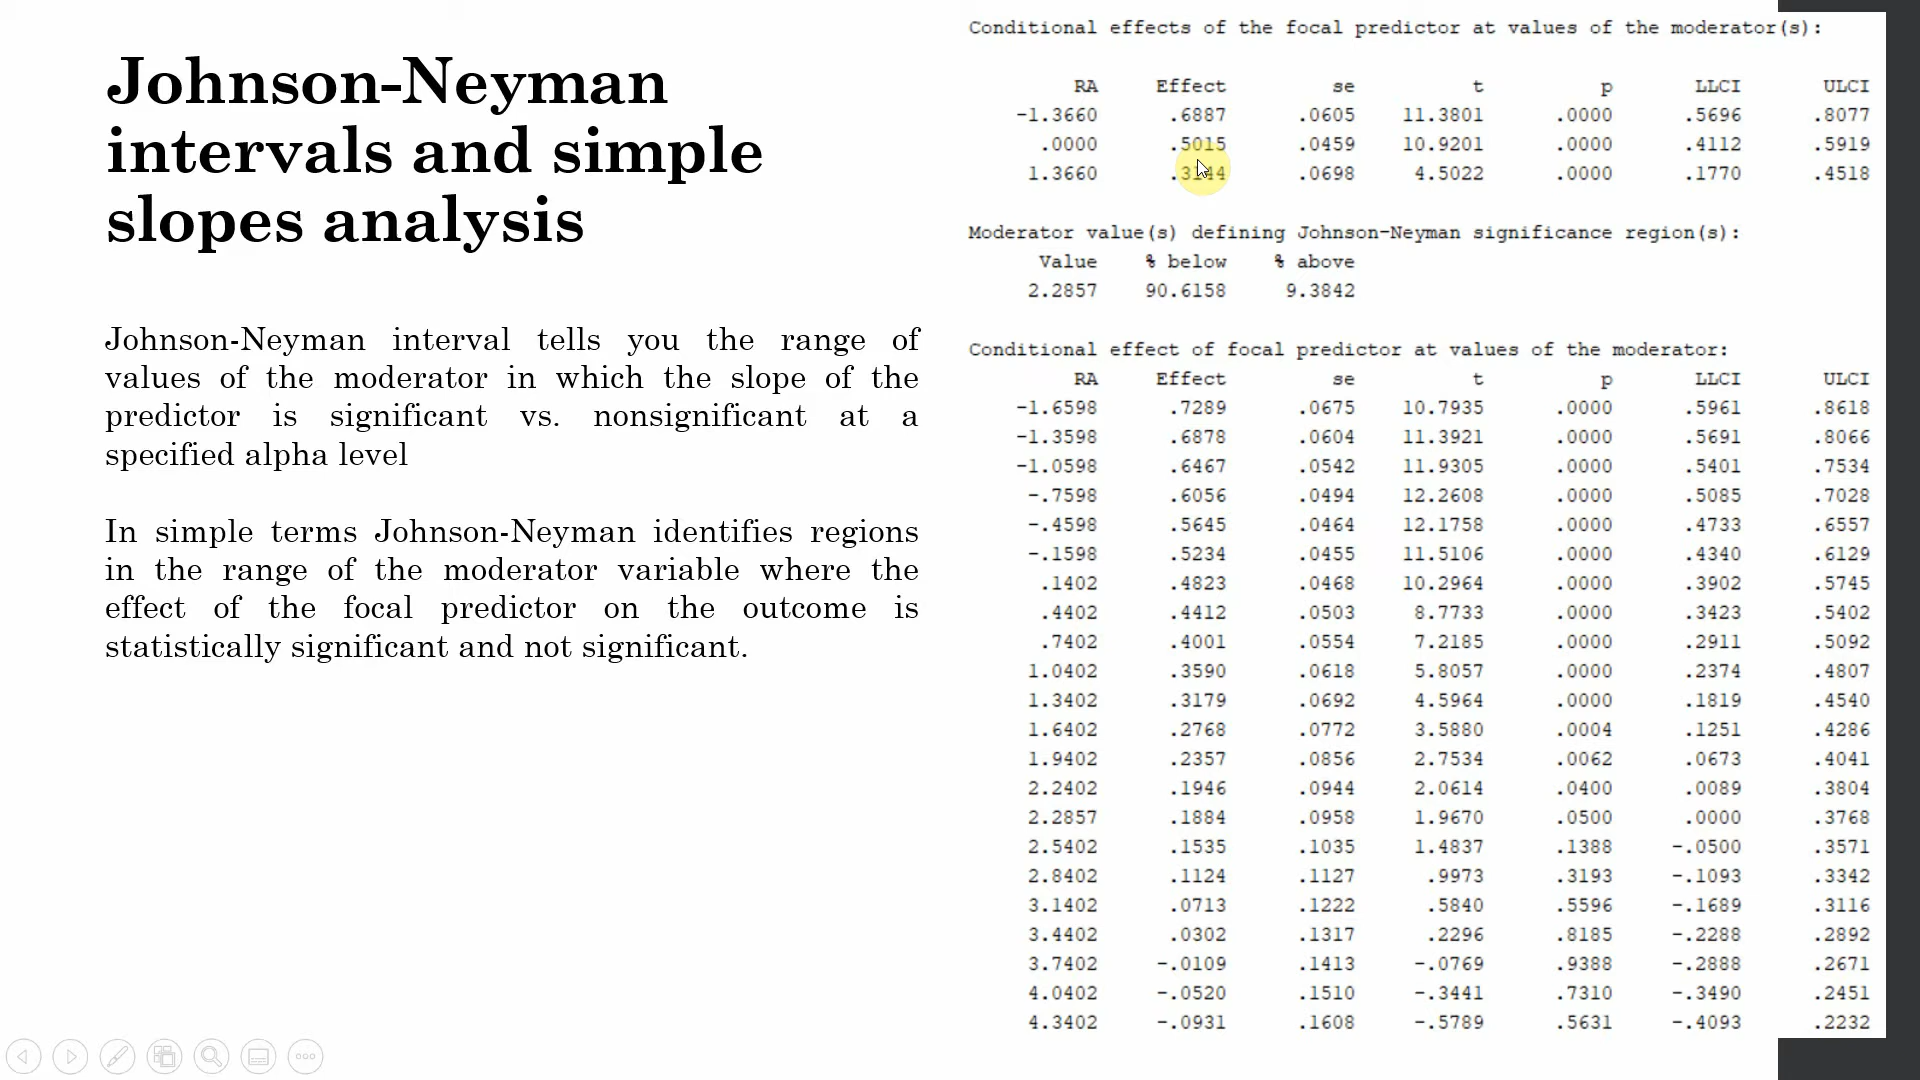 Johnson-Neyman
intervals and simple
slopes analysis
Johnson-Neyman interval tells you the range of
values of the moderator in which the slope of the
predictor is significant vs. nonsignificant at a
specified alpha level
In simple terms Johnson-Neyman identifies regions
in the range of the moderator variable where the
effect of the focal predictor on the outcome is
statistically significant and not significant.
Conditional effects of the focal predictor at values of the moderator(s):
RA Effect se t p LLCI ULCI
-1.3660 .6887 .0605 11.3801 .0000 .5696 .8077
.0000 .5015 .0459 10.9201 .0000 .4112 .5919
1.3660 .3144 .0698 4.5022 .0000 .1770 .4518
Moderator value(s) defining Johnson-Neyman significance region(s):
Value % below % above
2.2857 90.6158 9.3842
Conditional effect of focal predictor at values of the moderator:
RA Effect se t p LLCI ULCI
-1.6598 .7289 .0675 10.7935 .0000 .5961 .8618
-1.3598 .6878 .0604 11.3921 .0000 .5691 .8066
-1.0598 .6467 .0542 11.9305 .0000 .5401 .7534
-.7598 .6056 .0494 12.2608 .0000 .5085 .7028
-.4598 .5645 .0464 12.1758 .0000 .4733 .6557
-.1598 .5234 .0455 11.5106 .0000 .4340 .6129
.1402 .4823 .0468 10.2964 .0000 .3902 .5745
.4402 .4412 .0503 8.7733 .0000 .3423 .5402
.7402 .4001 .0554 7.2185 .0000 .2911 .5092
1.0402 .3590 .0618 5.8057 .0000 .2374 .4807
1.3402 .3179 .0692 4.5964 .0000 .1819 .4540
1.6402 .2768 .0772 3.5880 .0004 .1251 .4286
1.9402 .2357 .0856 2.7534 .0062 .0673 .4041
2.2402 .1946 .0944 2.0614 .0400 .0089 .3804
2.2857 .1884 .0958 1.9670 .0500 .0000 .3768
2.5402 .1535 .1035 1.4837 .1388 -.0500 .3571
2.8402 .1124 .1127 .9973 .3193 -.1093 .3342
3.1402 .0713 .1222 .5840 .5596 -.1689 .3116
3.4402 .0302 .1317 .2296 .8185 -.2288 .2892
3.7402 -.0109 .1413 -.0769 .9388 -.2888 .2671
4.0402 -.0520 .1510 -.3441 .7310 -.3490 .2451
4.3402 -.0931 .1608 -.5789 .5631 -.4093 .2232